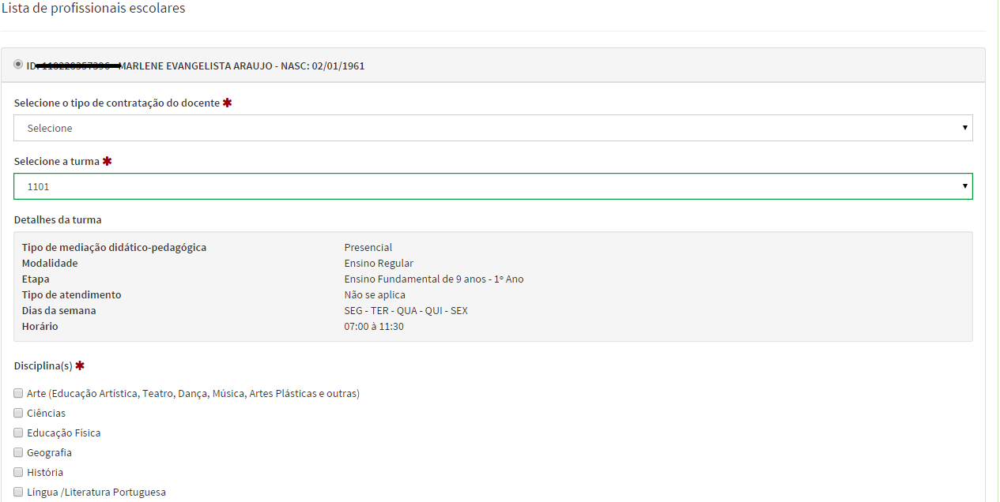 Lista de profissionais escolares
ID: MARLENE EVANGELISTA ARAUJO - NASC: 02/01/1961
Selecione o tipo de contratação do docente ✱
Selecione
Selecione a turma ✱
1101
Detalhes da turma
Tipo de mediação didático-pedagógica Presencial
Modalidade Ensino Regular
Etapa Ensino Fundamental de 9 anos - 1º Ano
Tipo de atendimento Não se aplica
Dias da semana SEG - TER - QUA - QUI - SEX
Horário 07:00 à 11:30
Disciplina(s) ✱
Arte (Educação Artística, Teatro, Dança, Música, Artes Plásticas e outras)
Ciências
Educação Física
Geografia
História
Língua /Literatura Portuguesa